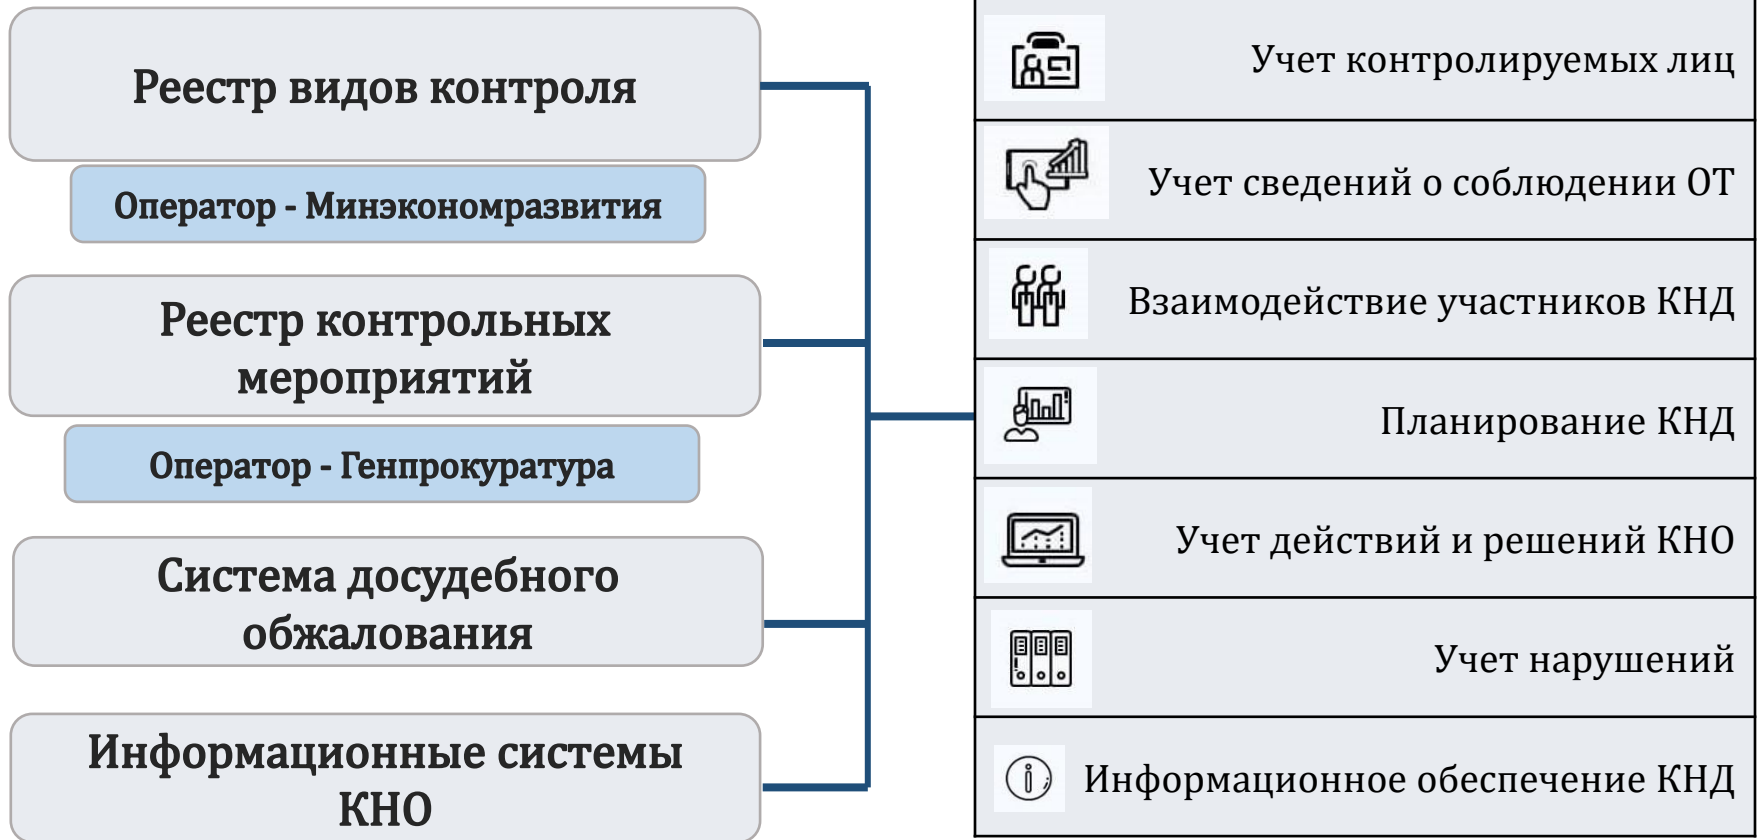 Реестр видов контроля
Оператор - Минэкономразвития
Реестр контрольных
мероприятий
Оператор - Генпрокуратура
Система досудебного
обжалования
Информационные системы
КНО
Учет контролируемых лиц
Учет сведений о соблюдении ОТ
Взаимодействие участников КНД
Планирование КНД
Учет действий и решений КНО
Учет нарушений
Информационное обеспечение КНД